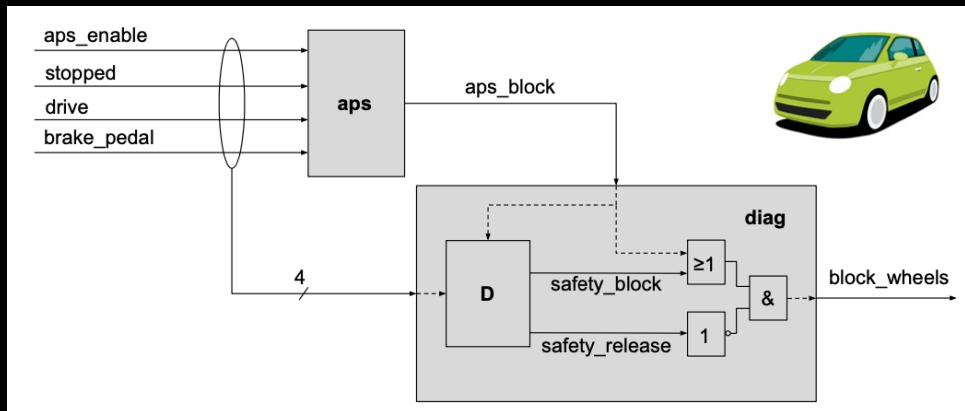 aps_enable
stopped
drive
brake_pedal
aps
aps_block
diag
4
D
safety_block
safety_release
≥1
1
&
block_wheels